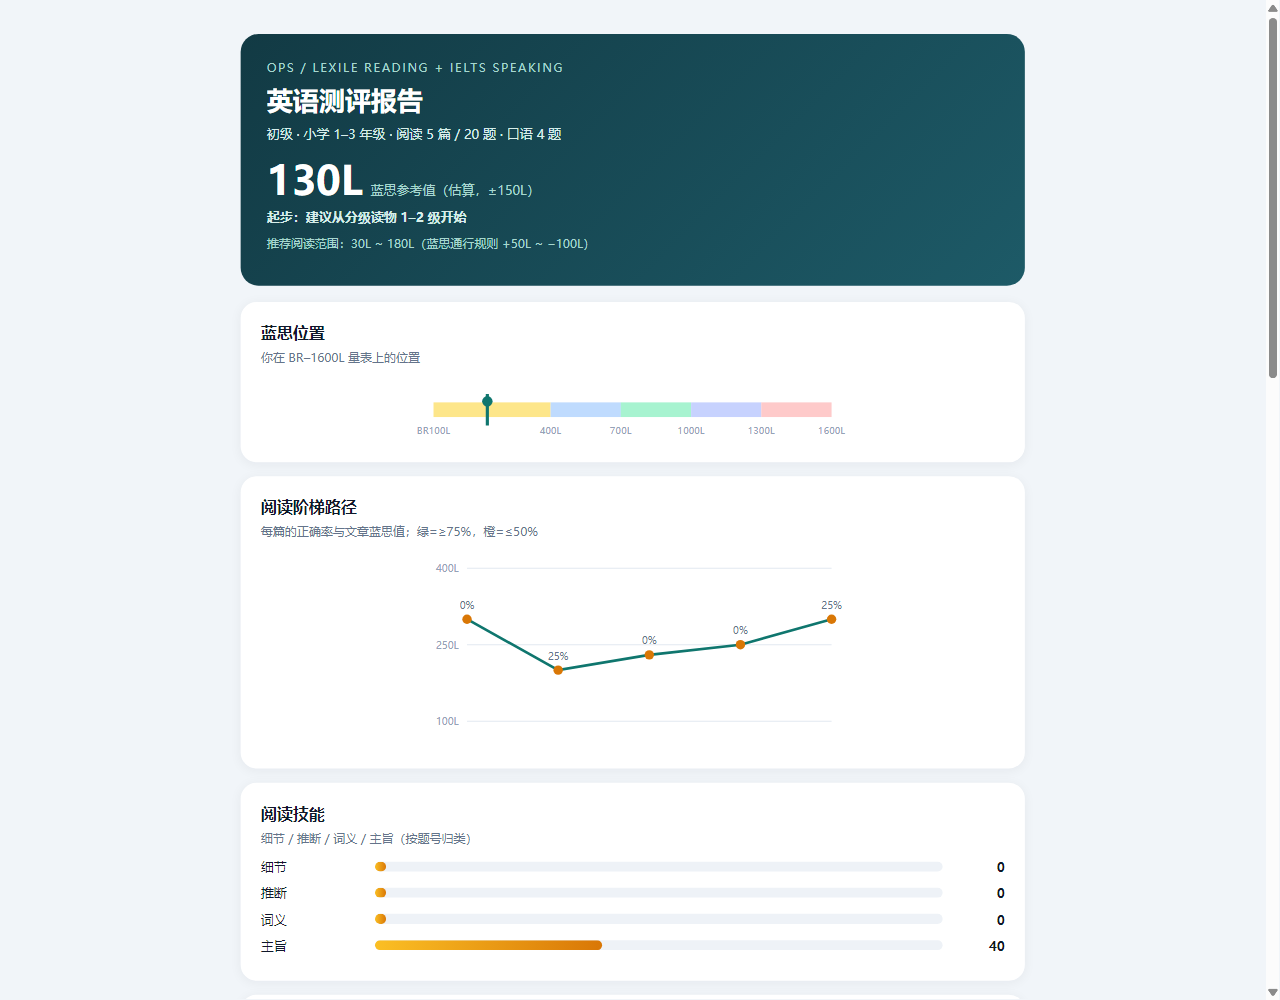 OPS / LEXILE READING + IELTS SPEAKING
英语测评报告
初级 · 小学 1–3 年级 · 阅读 5 篇 / 20 题 · 口语 4 题
130L 蓝思参考值（估算，±150L）
起步：建议从分级读物 1–2 级开始
推荐阅读范围：30L ~ 180L（蓝思通行规则 +50L ~ −100L）
蓝思位置
你在 BR–1600L 量表上的位置
BR100L 400L 700L 1000L 1300L 1600L
阅读阶梯路径
每篇的正确率与文章蓝思值；绿=≥75%，橙=≤50%
400L
0% 25%
0%
0%
250L
25%
100L
阅读技能
细节 / 推断 / 词义 / 主旨（按题号归类）
细节 0
推断 0
词义 0
主旨 40